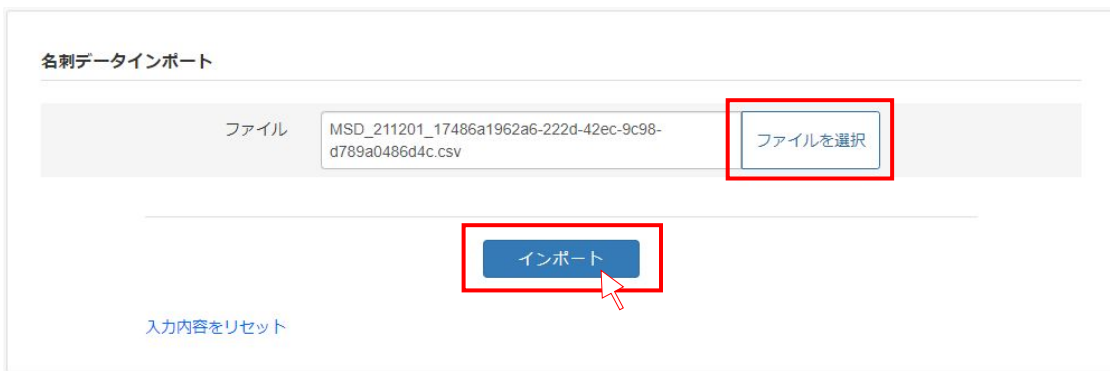 名刺データインポート
ファイル
MSD_211201_17486a1962a6-222d-42ec-9c98-
d789a0486d4c.csv
ファイルを選択
インポート
入力内容をリセット